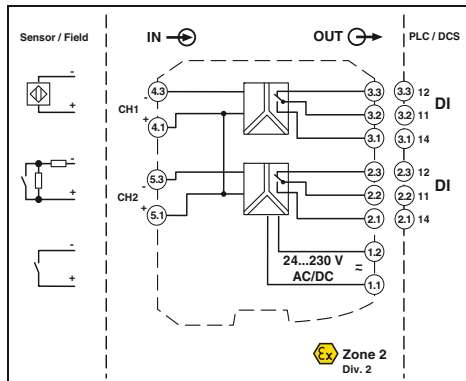 Sensor / Field
IN
OUT
PLC / DCS
-
+
-
+
-
+
CH1
-
4.3
+
4.1
CH2
-
5.3
+
5.1
3.3 3.3 12
3.2 3.2 11 DI
3.1 3.1 14
2.3 2.3 12
2.2 2.2 11 DI
2.1 2.1 14
24...230 V
AC/DC
1.2
1.1
Ex Zone 2
Div. 2